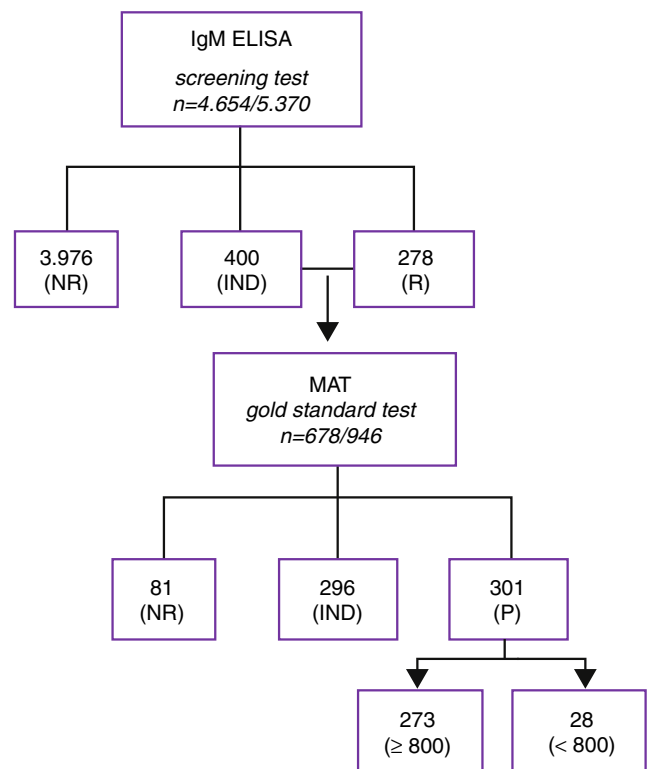 IgM ELISA
screening test
n=4.654/5.370
3.976
(NR)
400
(IND)
278
(R)
MAT
gold standard test
n=678/946
81
(NR)
296
(IND)
301
(P)
273
(≥ 800)
28
(< 800)